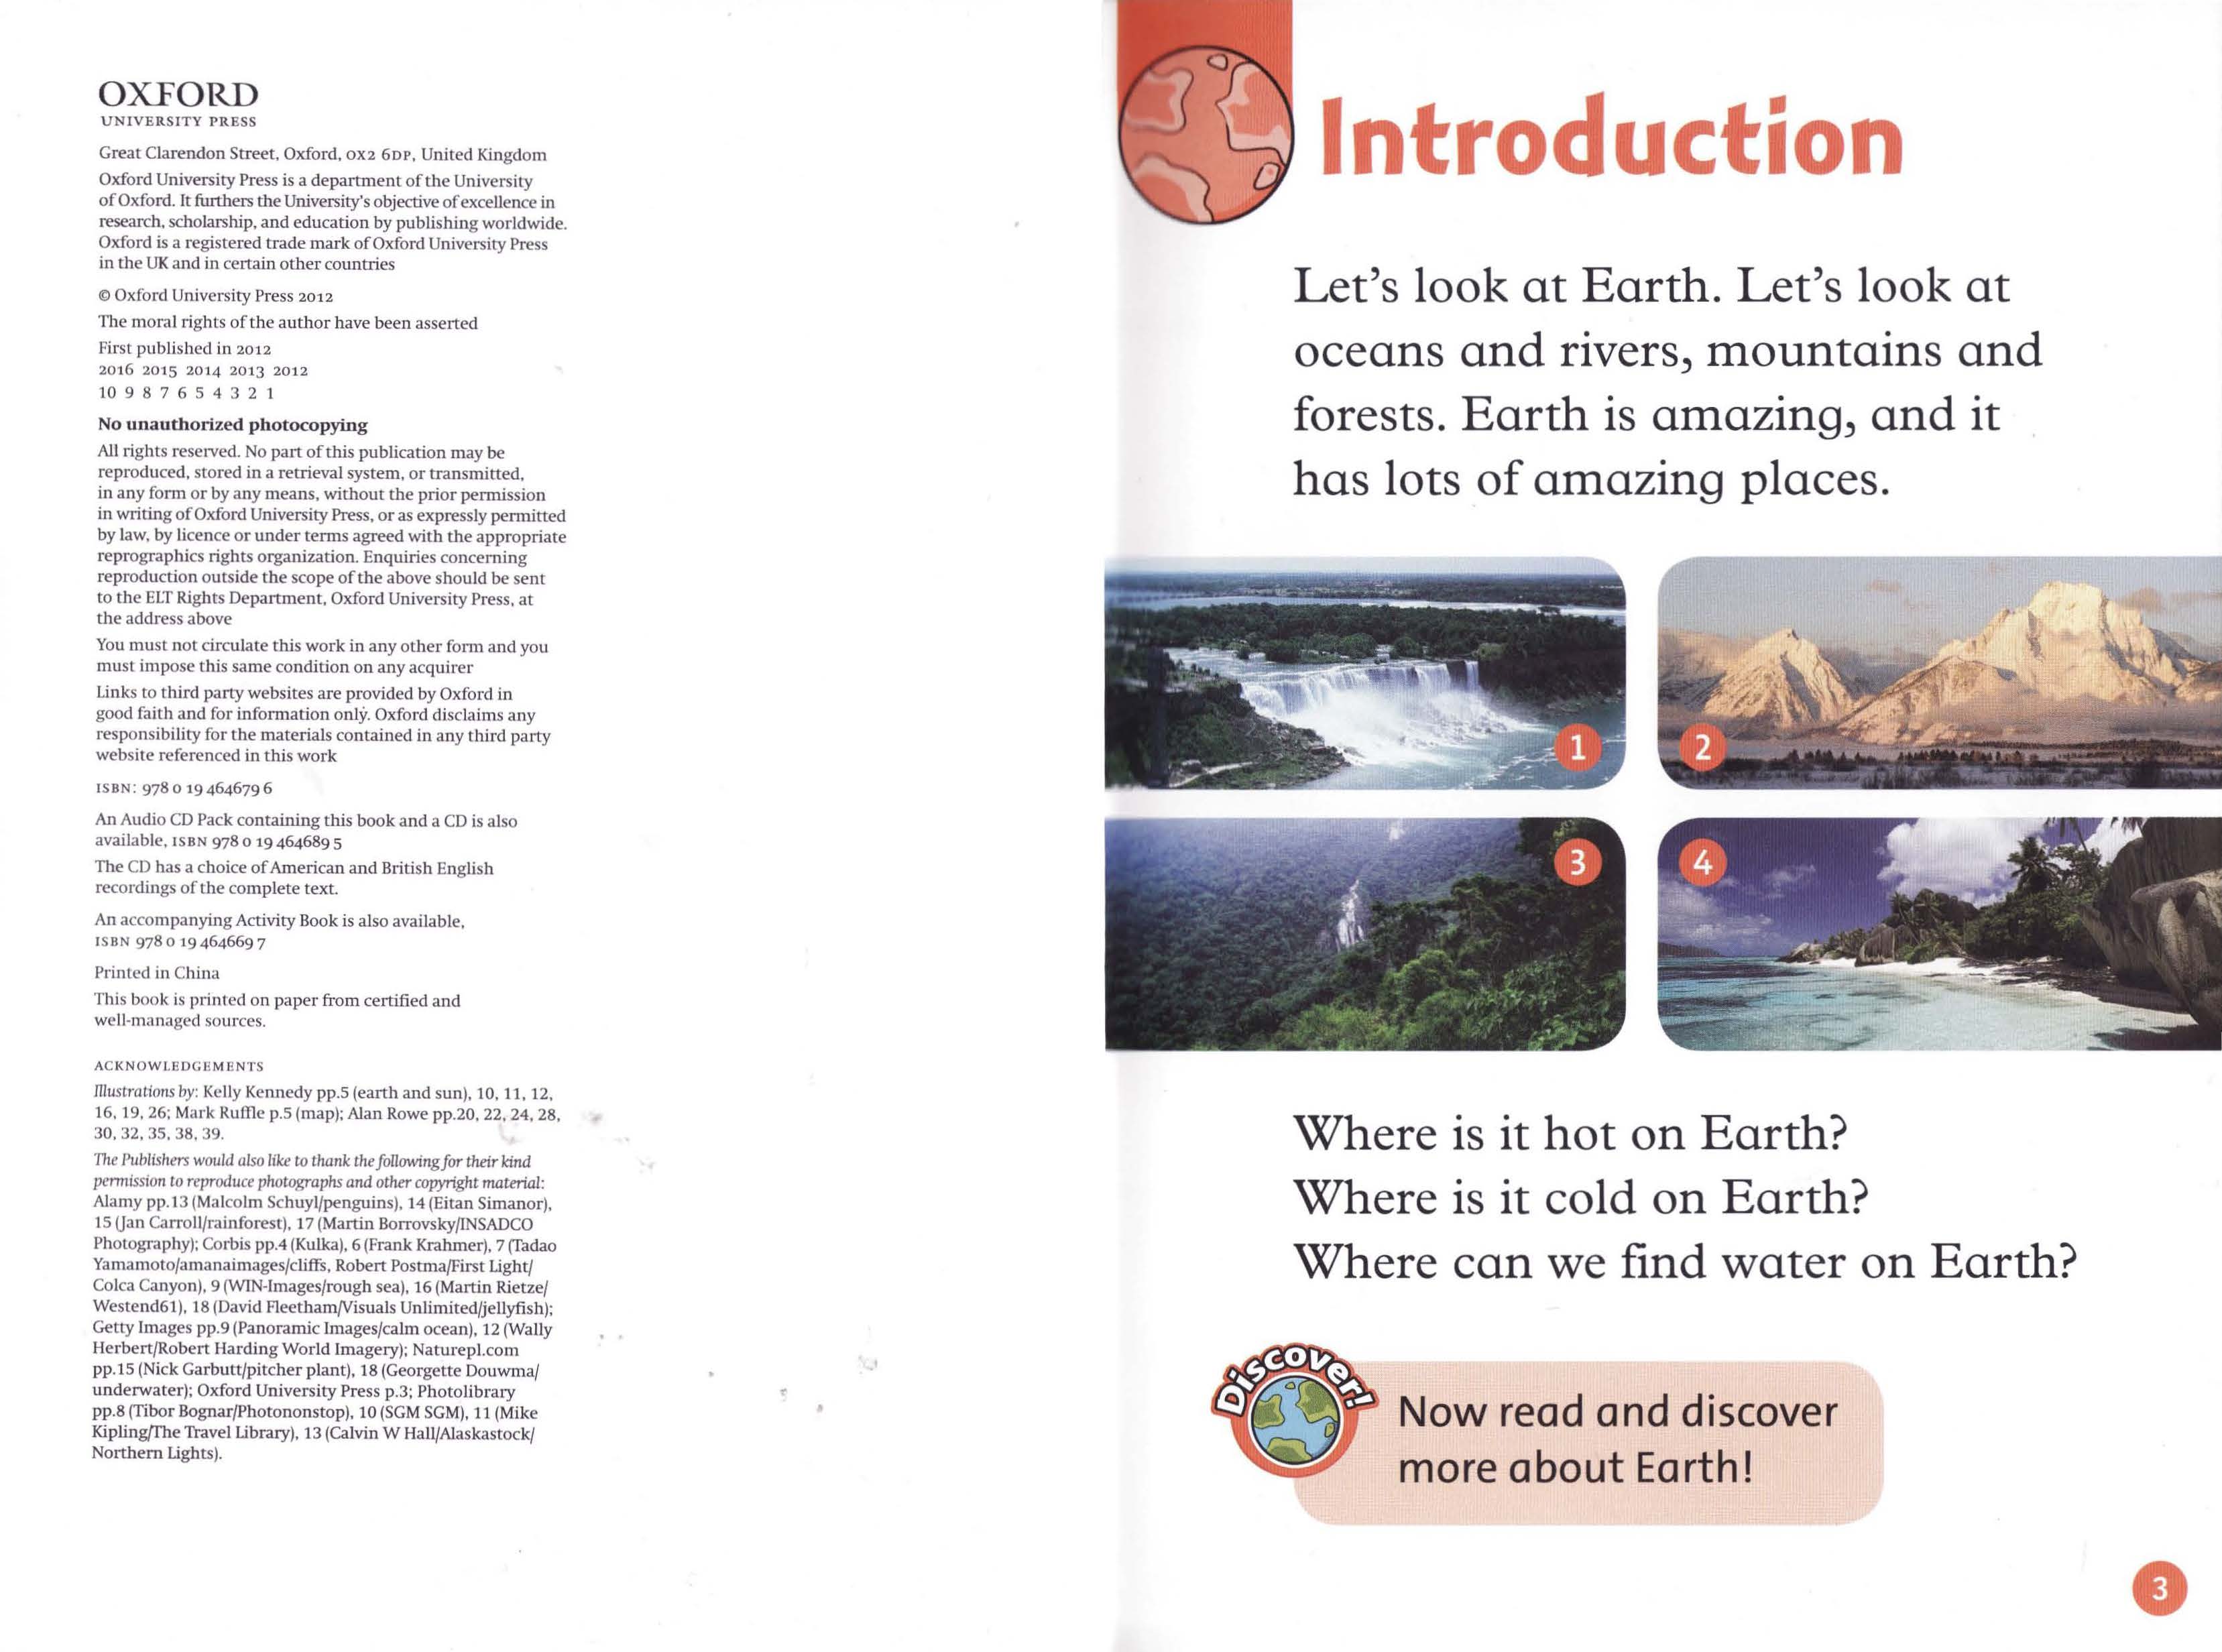 OXFORD
UNIVERSITY PRESS
Great Clarendon Street, Oxford, OX2 6DP, United Kingdom
Oxford University Press is a department of the University
of Oxford. It furthers the University's objective of excellence in
research, scholarship, and education by publishing worldwide.
Oxford is a registered trade mark of Oxford University Press
in the UK and in certain other countries
© Oxford University Press 2012
The moral rights of the author have been asserted
First published in 2012
2016 2015 2014 2013 2012
10 9 8 7 6 5 4 3 2 1
No unauthorized photocopying
All rights reserved. No part of this publication may be
reproduced, stored in a retrieval system, or transmitted,
in any form or by any means, without the prior permission
in writing of Oxford University Press, or as expressly permitted
by law, by licence or under terms agreed with the appropriate
reprographics rights organization. Enquiries concerning
reproduction outside the scope of the above should be sent
to the ELT Rights Department, Oxford University Press, at
the address above
You must not circulate this work in any other form and you
must impose this same condition on any acquirer
Links to third party websites are provided by Oxford in
good faith and for information only. Oxford disclaims any
responsibility for the materials contained in any third party
website referenced in this work
ISBN: 978 0 19 464679 6
An Audio CD Pack containing this book and a CD is also
available, ISBN 978 0 19 464689 5
The CD has a choice of American and British English
recordings of the complete text.
An accompanying Activity Book is also available,
ISBN 978 0 19 464669 7
Printed in China
This book is printed on paper from certified and
well-managed sources.
ACKNOWLEDGEMENTS
Illustrations by: Kelly Kennedy pp.5 (earth and sun), 10, 11, 12,
16, 19, 26; Mark Ruffle p.5 (map); Alan Rowe pp.20, 22, 24, 28,
30, 32, 35, 38, 39.
The Publishers would also like to thank the following for their kind
permission to reproduce photographs and other copyright material:
Alamy pp.13 (Malcolm Schuyl/penguins), 14 (Eitan Simanor),
15 (Jan Carroll/rainforest), 17 (Martin Borrovsky/INSADCO
Photography); Corbis pp.4 (Kulka), 6 (Frank Krahmer), 7 (Tadao
Yamamoto/amanaimages/cliffs, Robert Postma/First Light/
Colca Canyon), 9 (WIN-Images/rough sea), 16 (Martin Rietze/
Westend61), 18 (David Fleetham/Visuals Unlimited/jellyfish);
Getty Images pp.9 (Panoramic Images/calm ocean), 12 (Wally
Herbert/Robert Harding World Imagery); Naturepl.com
pp.15 (Nick Garbutt/pitcher plant), 18 (Georgette Douwma/
underwater); Oxford University Press p.3; Photolibrary
pp.8 (Tibor Bognar/Photononstop), 10 (SGM SGM), 11 (Mike
Kipling/The Travel Library), 13 (Calvin W Hall/Alaskastock/
Northern Lights).
Introduction
Let's look at Earth. Let's look at
oceans and rivers, mountains and
forests. Earth is amazing, and it
has lots of amazing places.
1
2
3
4
Where is it hot on Earth?
Where is it cold on Earth?
Where can we find water on Earth?
Discover!
Now read and discover
more about Earth!
3